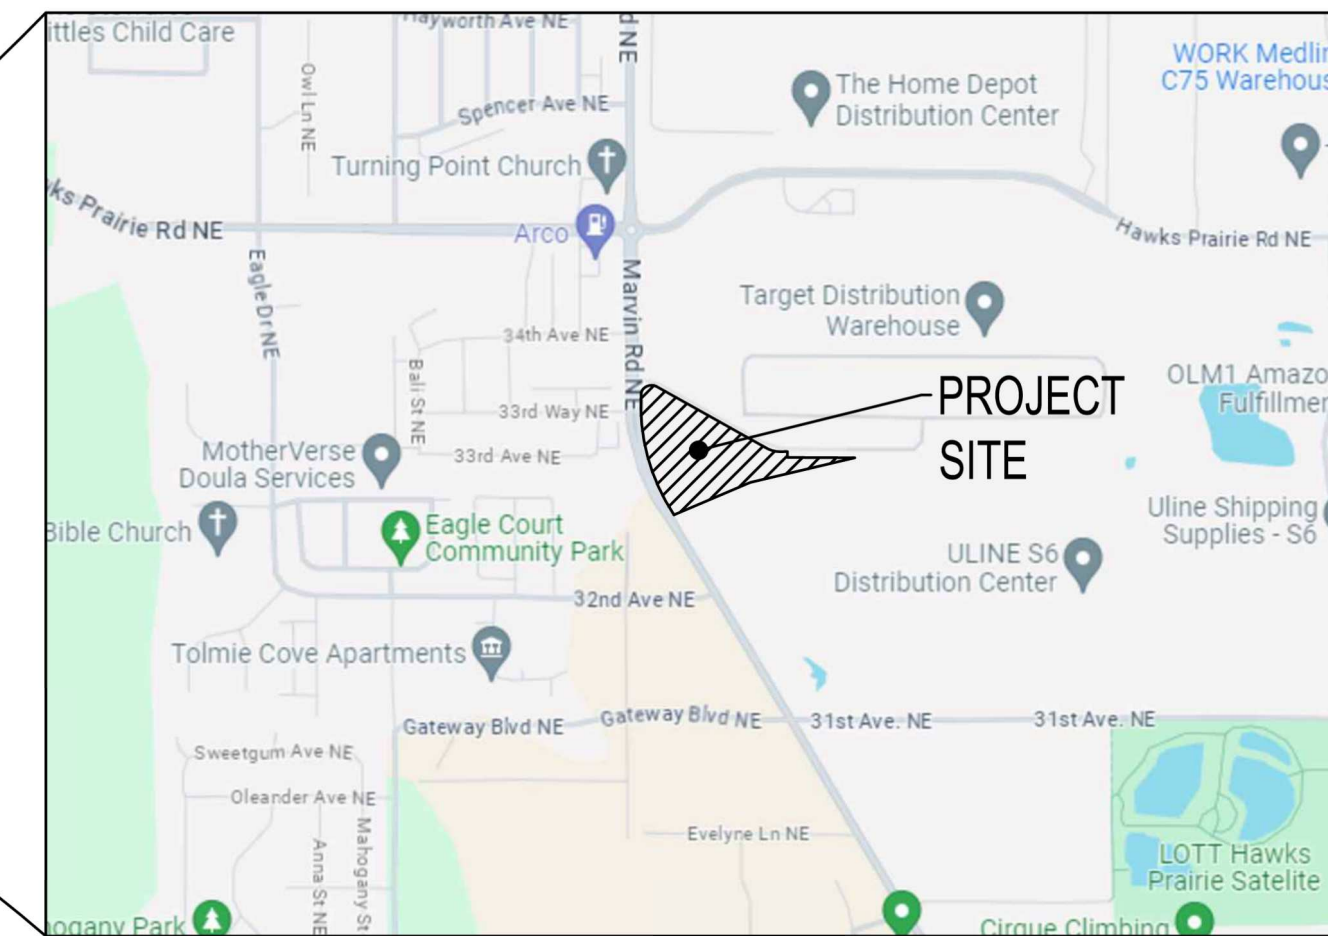 ittles Child Care
Hayworth Ave NE
d NE
WORK Medlin
C75 Warehous
Owl Ln NE
The Home Depot
Distribution Center
Spencer Ave NE
Turning Point Church
ks Prairie Rd NE
Arco
Hawks Prairie Rd NE
Eagle Dr NE
Marvin Rd NE
Target Distribution
Warehouse
34th Ave NE
Bali St NE
OLM1 Amazo
Fulfillmer
PROJECT
SITE
33rd Way NE
33rd Ave NE
MotherVerse
Doula Services
Bible Church
Eagle Court
Community Park
Uline Shipping
Supplies - S6
ULINE S6
Distribution Center
32nd Ave NE
Tolmie Cove Apartments
Gateway Blvd NE
Gateway Blvd NE
31st Ave. NE
31st Ave. NE
Sweetgum Ave NE
Oleander Ave NE
Anna St NE
Mahogany St
Evelyne Ln NE
LOTT Hawks
Prairie Satelite
hogany Park
Cirque Climbing